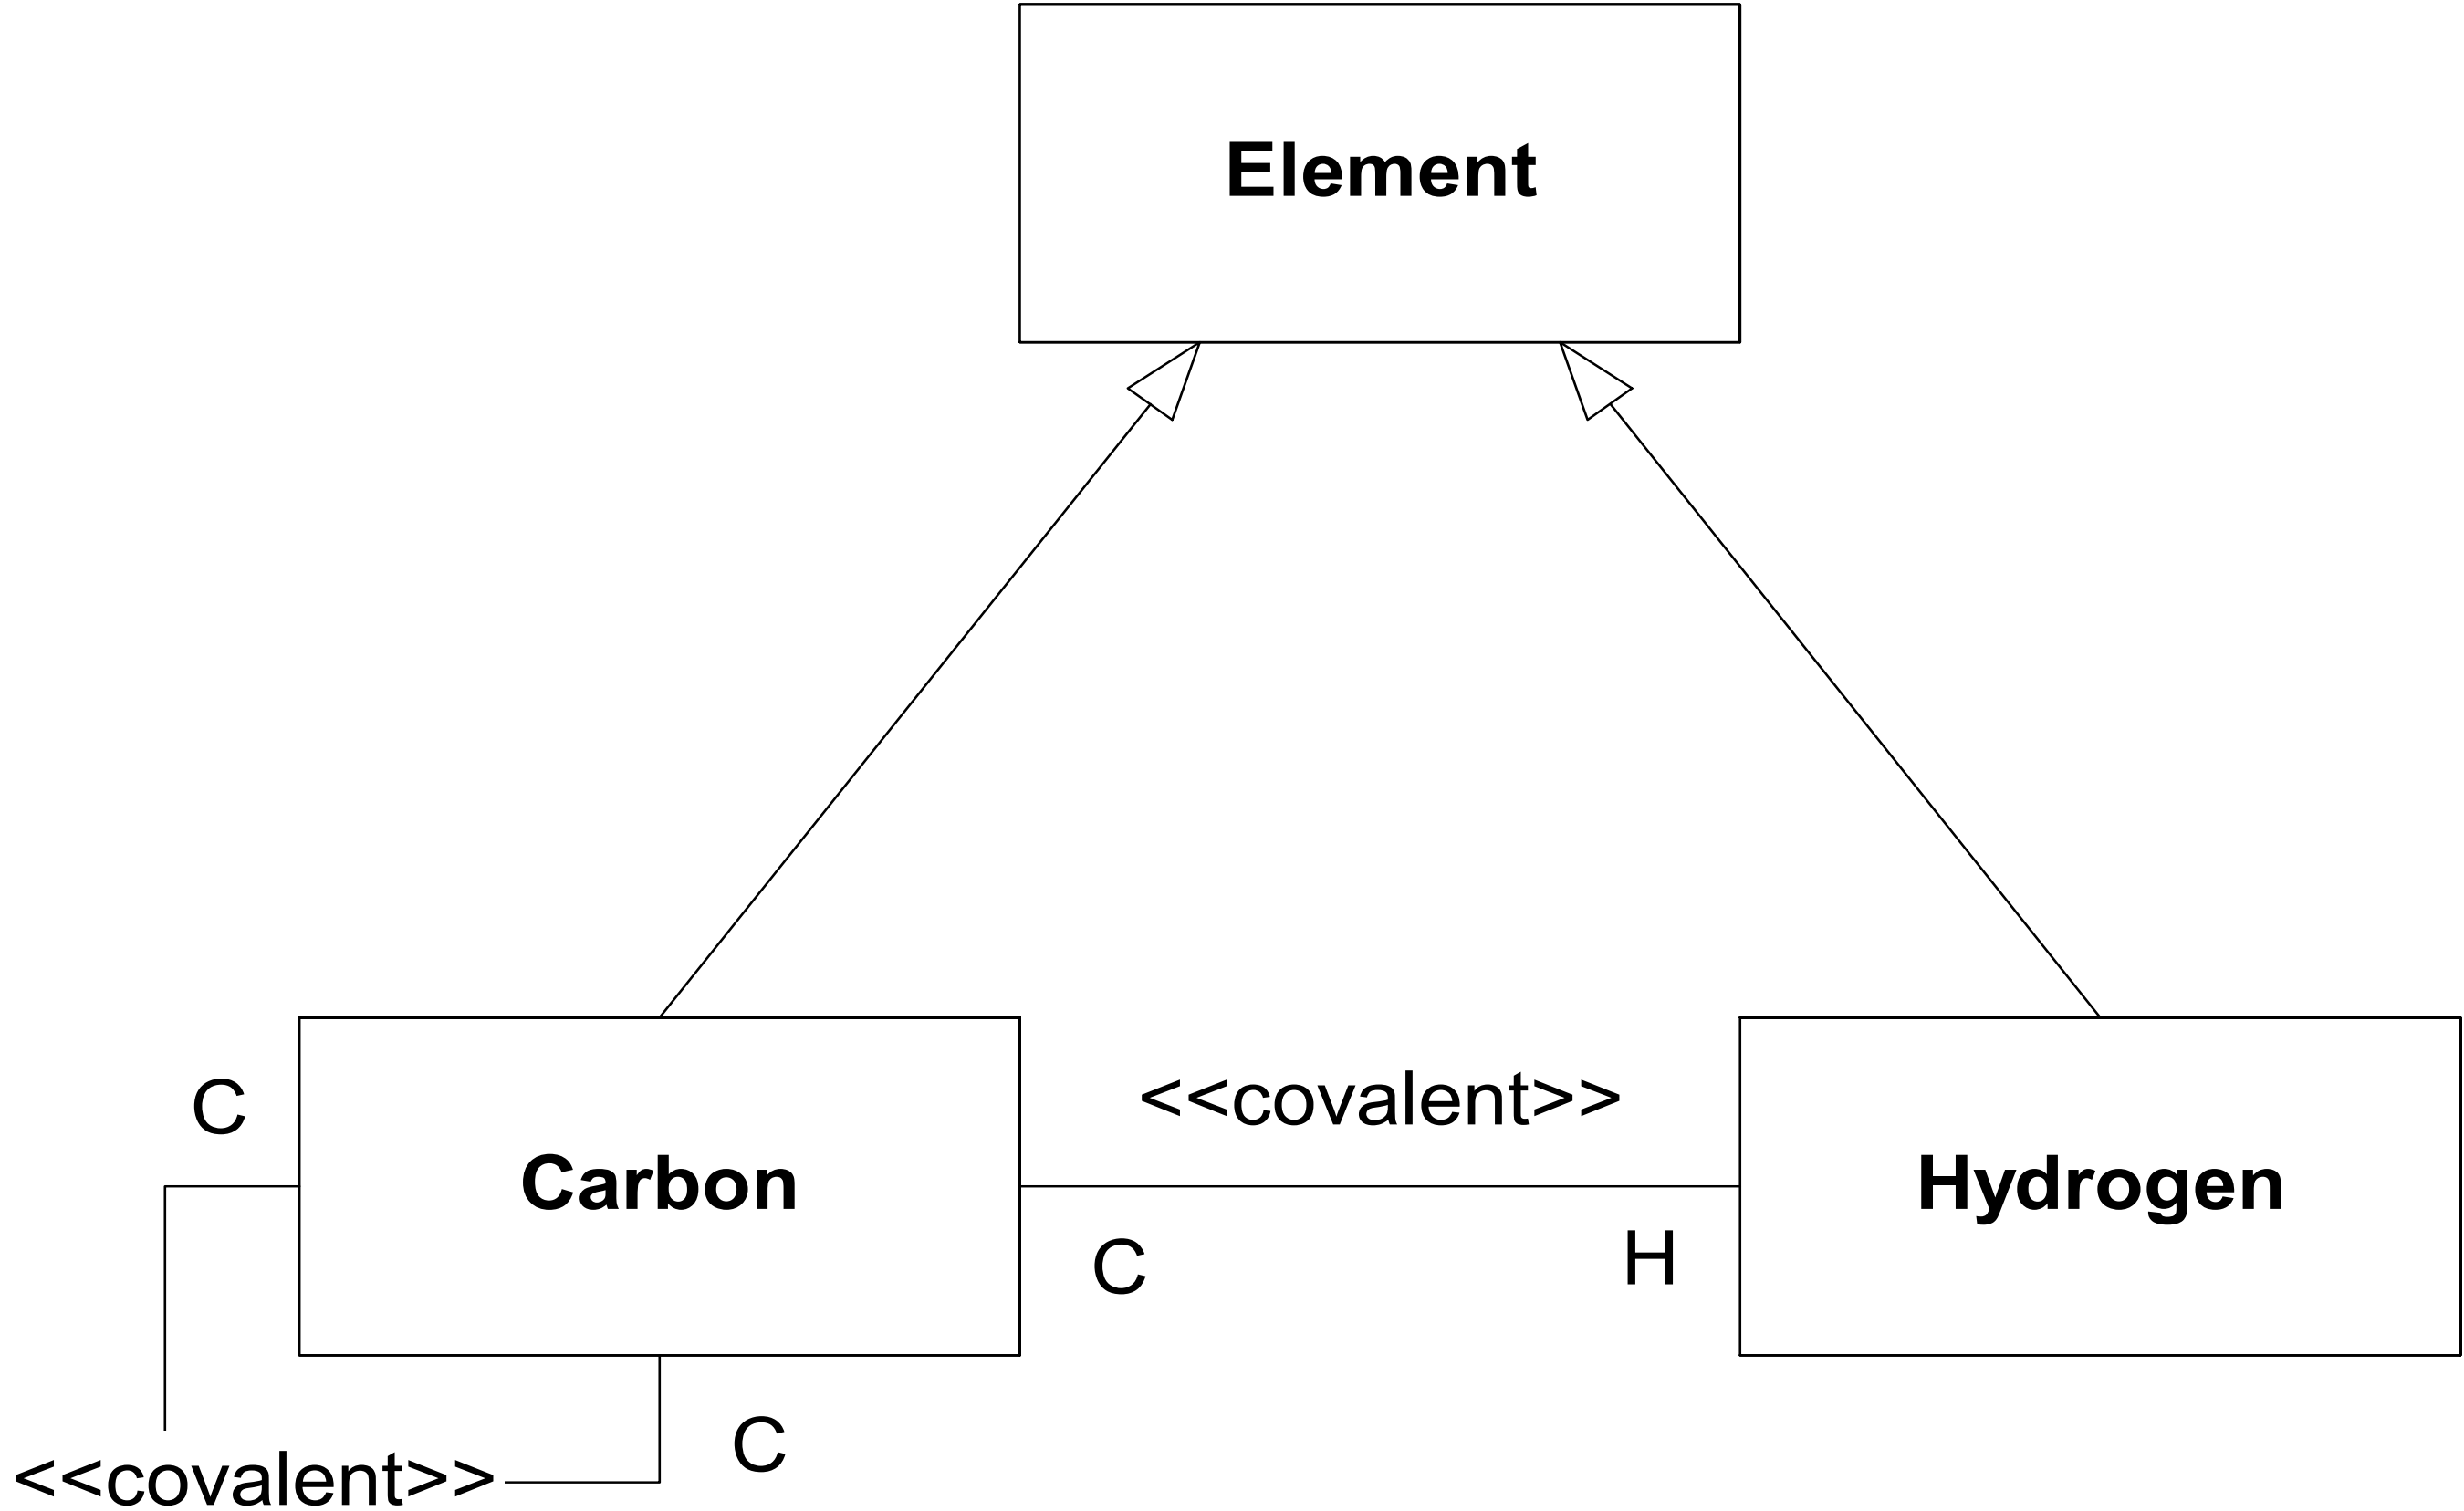 Element
C
<<covalent>>
Carbon
Hydrogen
C
H
C
<<covalent>>